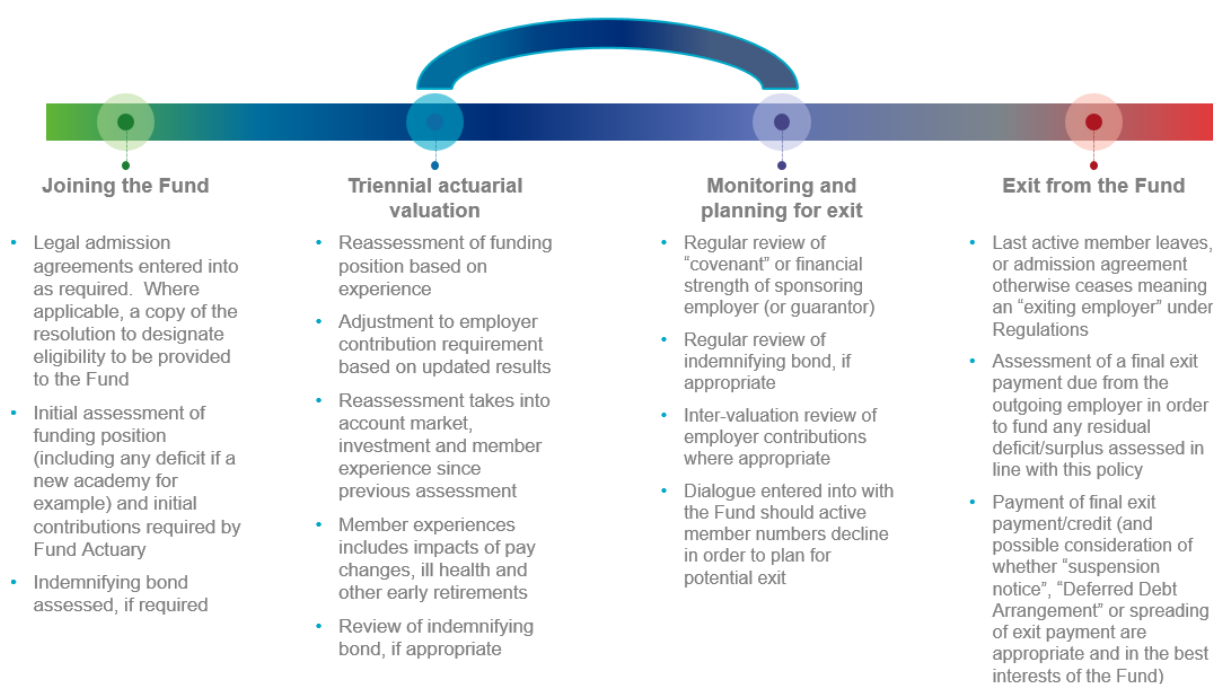 Joining the Fund
• Legal admission
agreements entered into
as required.  Where
applicable, a copy of the
resolution to designate
eligibility to be provided
to the Fund
• Initial assessment of
funding position
(including any deficit if a
new academy for
example) and initial
contributions required by
Fund Actuary
• Indemnifying bond
assessed, if required
Triennial actuarial
valuation
• Reassessment of funding
position based on
experience
• Adjustment to employer
contribution requirement
based on updated results
• Reassessment takes into
account market,
investment and member
experience since
previous assessment
• Member experiences
includes impacts of pay
changes, ill health and
other early retirements
• Review of indemnifying
bond, if appropriate
Monitoring and
planning for exit
• Regular review of
“covenant” or financial
strength of sponsoring
employer (or guarantor)
• Regular review of
indemnifying bond, if
appropriate
• Inter-valuation review of
employer contributions
where appropriate
• Dialogue entered into with
the Fund should active
member numbers decline
in order to plan for
potential exit
Exit from the Fund
• Last active member leaves,
or admission agreement
otherwise ceases meaning
an “exiting employer” under
Regulations
• Assessment of a final exit
payment due from the
outgoing employer in order
to fund any residual
deficit/surplus assessed in
line with this policy
• Payment of final exit
payment/credit (and
possible consideration of
whether “suspension
notice”, “Deferred Debt
Arrangement” or spreading
of exit payment are
appropriate and in the best
interests of the Fund)